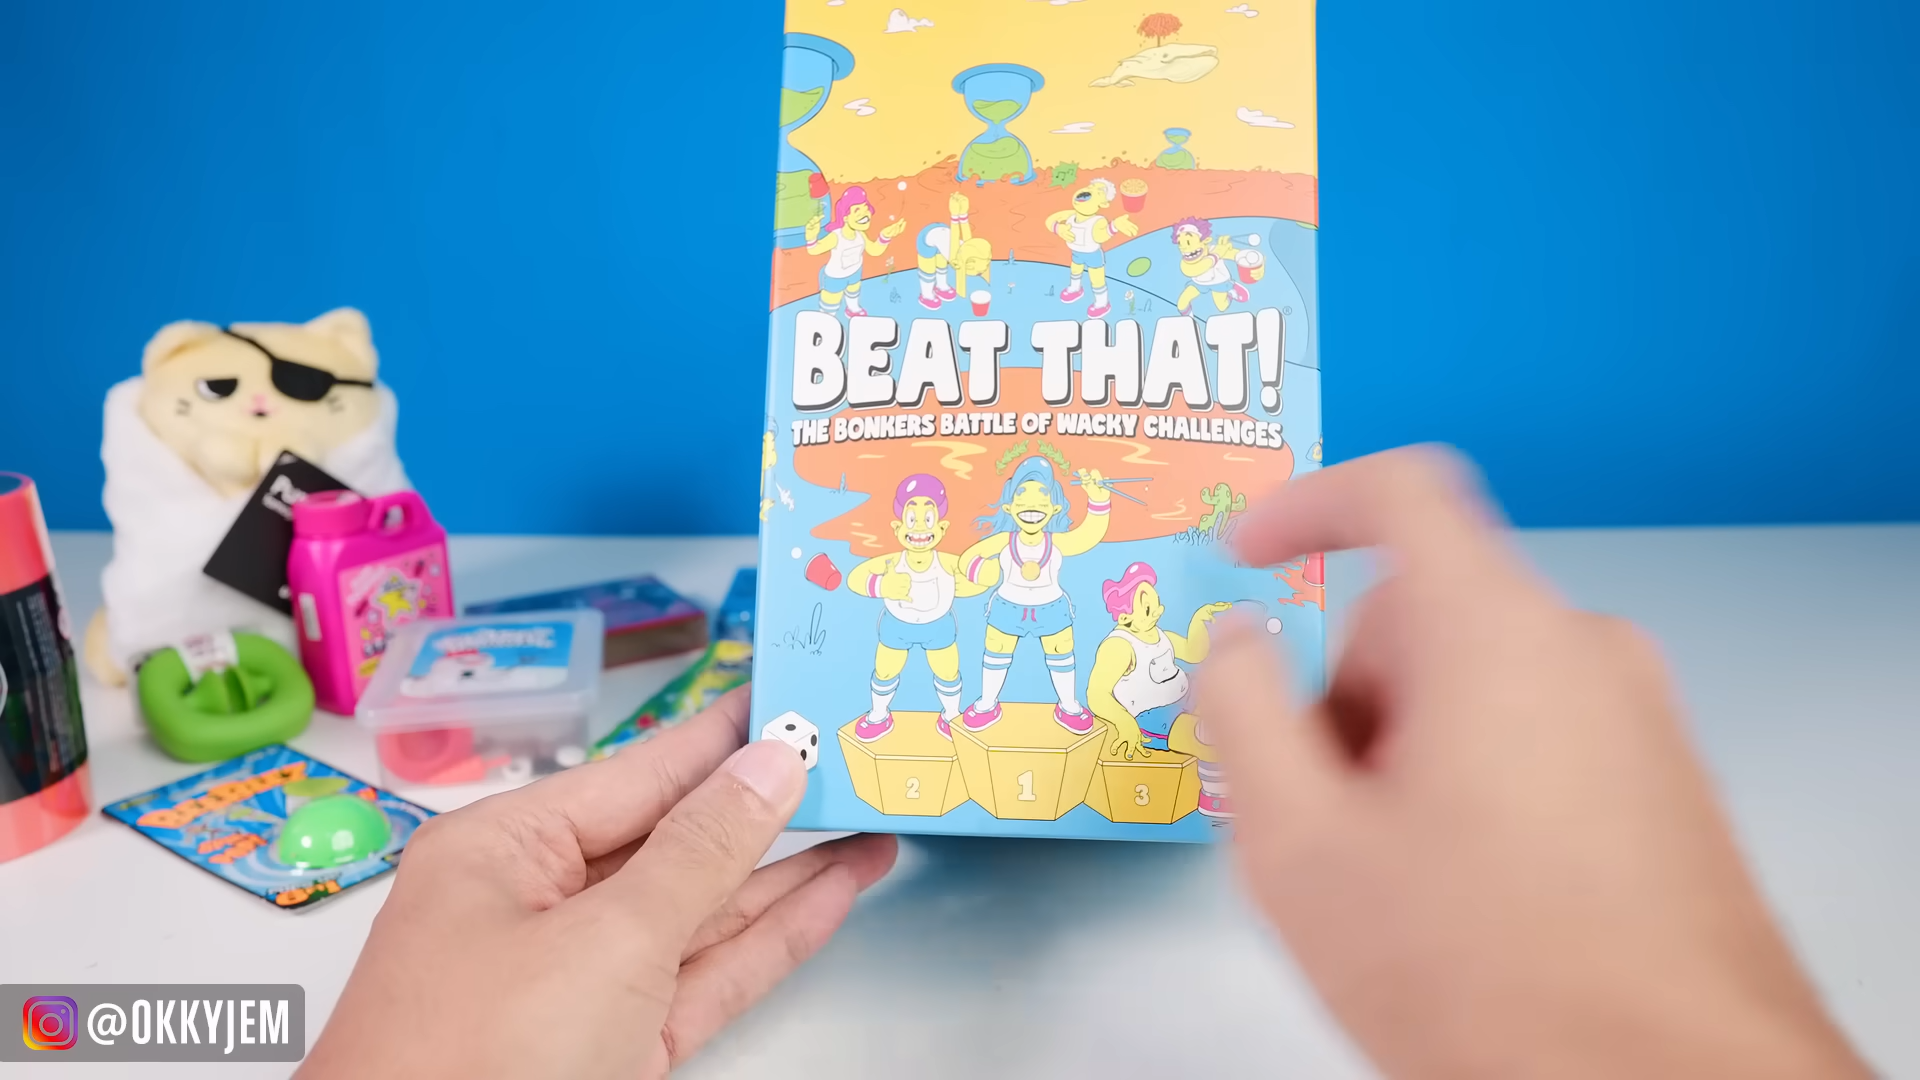 BEAT THAT!
THE BONKERS BATTLE OF WACKY CHALLENGES
2
1
3
@OKKYJEM